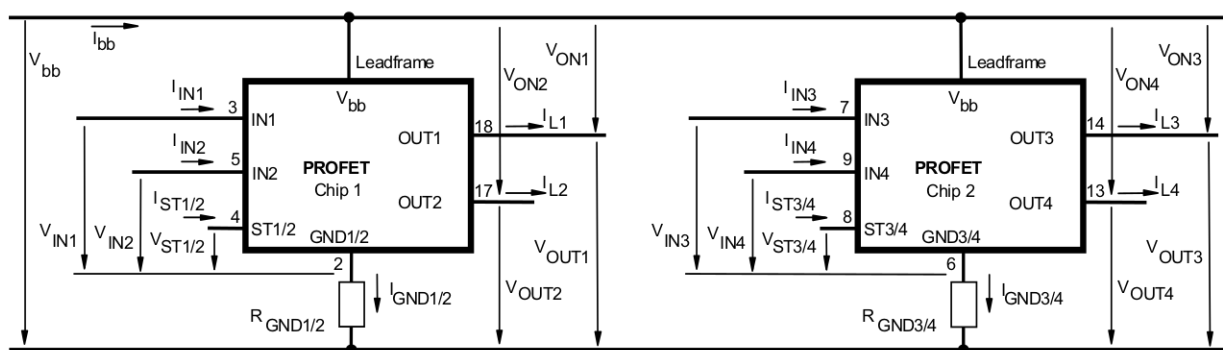 I bb
V bb
Leadframe
V ON1
V ON2
I IN1
3
IN1
V bb
18
I L1
OUT1
I IN2
5
IN2
PROFET
Chip 1
17
I L2
OUT2
I ST1/2
4
ST1/2
GND1/2
V IN1
V IN2
V ST1/2
2
V OUT1
V OUT2
I GND1/2
R GND1/2
Leadframe
V ON3
V ON4
I IN3
7
IN3
V bb
14
I L3
OUT3
I IN4
9
IN4
PROFET
Chip 2
13
I L4
OUT4
I ST3/4
8
ST3/4
GND3/4
V IN3
V IN4
V ST3/4
6
V OUT3
V OUT4
I GND3/4
R GND3/4